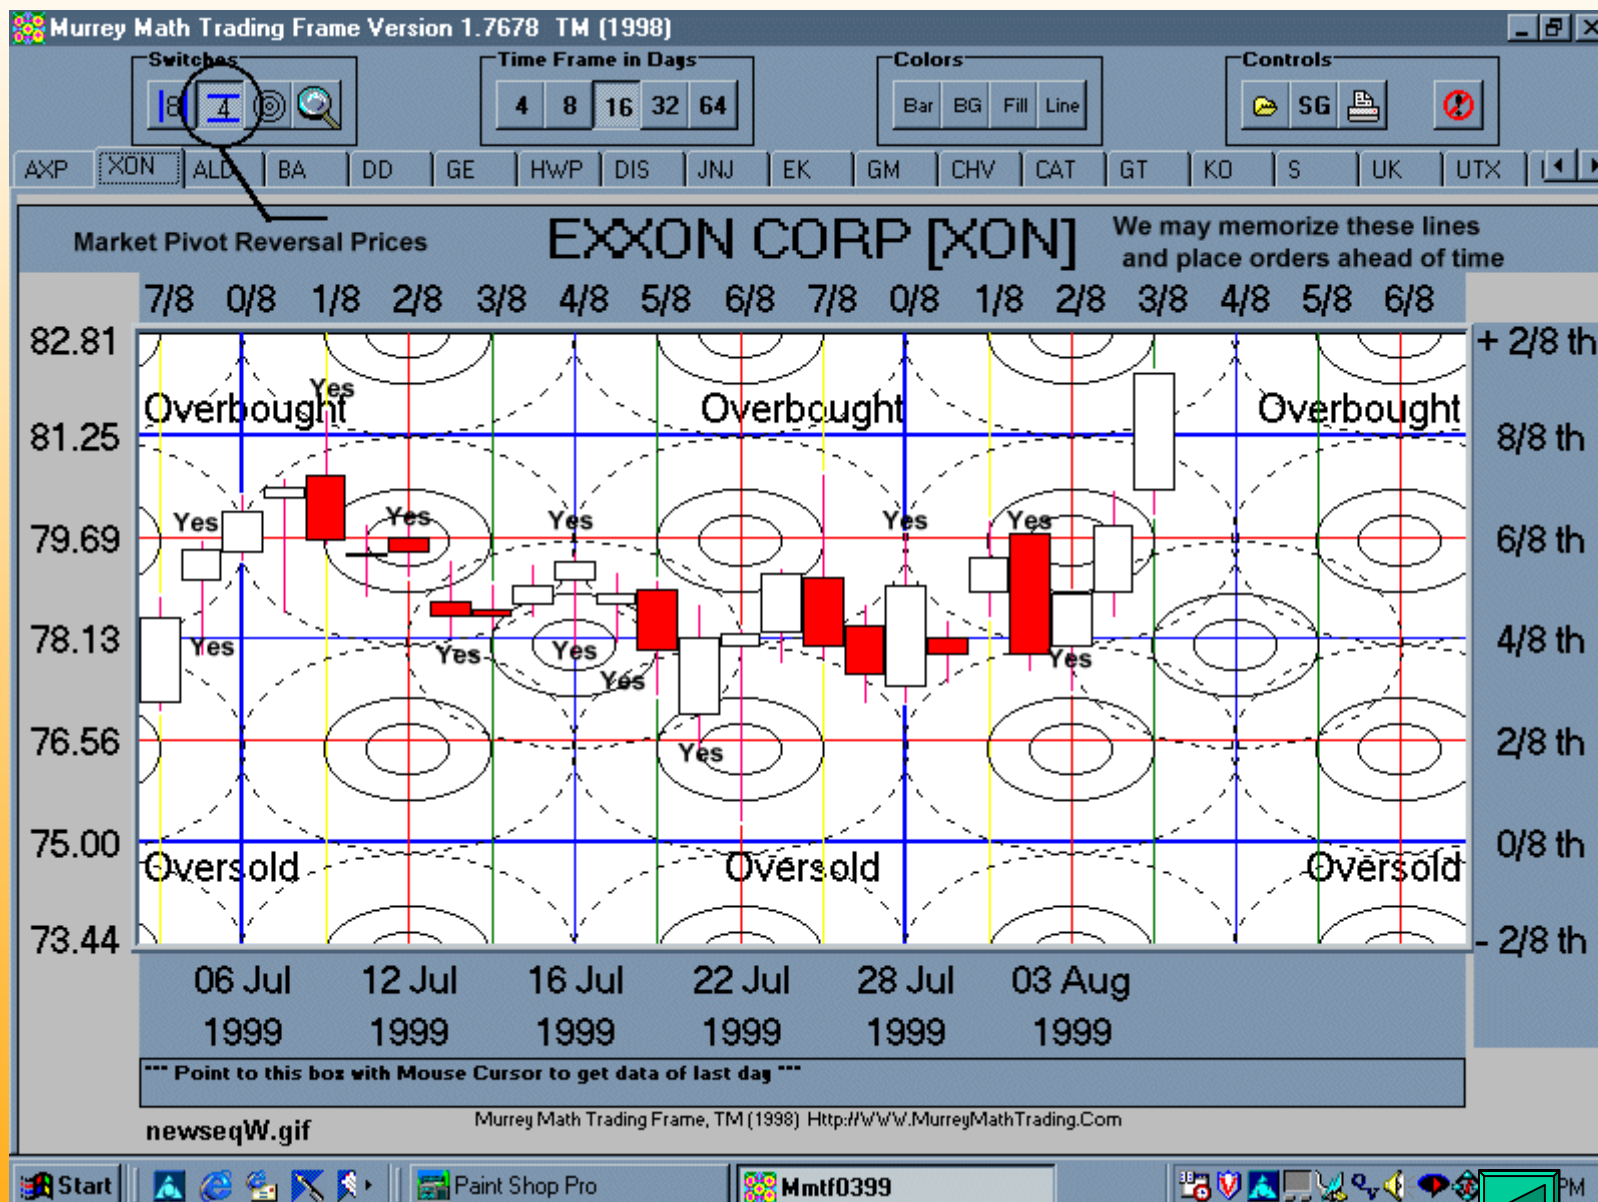 Murrey Math Trading Frame Version 1.7678 TM (1998)
Switches
Time Frame in Days
Colors
Controls
8 4
4 8 16 32 64
Bar BG Fill Line
SG
AXP XON ALD BA DD GE HWP DIS JNJ EK GM CHV CAT GT KO S UK UTX
Market Pivot Reversal Prices
EXXON CORP [XON]
We may memorize these lines
and place orders ahead of time
7/8 0/8 1/8 2/8 3/8 4/8 5/8 6/8 7/8 0/8 1/8 2/8 3/8 4/8 5/8 6/8
82.81 + 2/8 th
Yes
Overbought Overbought Overbought
81.25 8/8 th
Yes Yes Yes Yes Yes
79.69 6/8 th
78.13 4/8 th
Yes Yes Yes Yes
Yes
76.56 2/8 th
Yes
75.00 0/8 th
Oversold Oversold Oversold
73.44 - 2/8 th
06 Jul 12 Jul 16 Jul 22 Jul 28 Jul 03 Aug
1999 1999 1999 1999 1999 1999
*** Point to this box with Mouse Cursor to get data of last day ***
newseqW.gif
Murrey Math Trading Frame, TM (1998) Http://WWW.MurreyMathTrading.Com
Start
Paint Shop Pro
Mmtf0399
PM